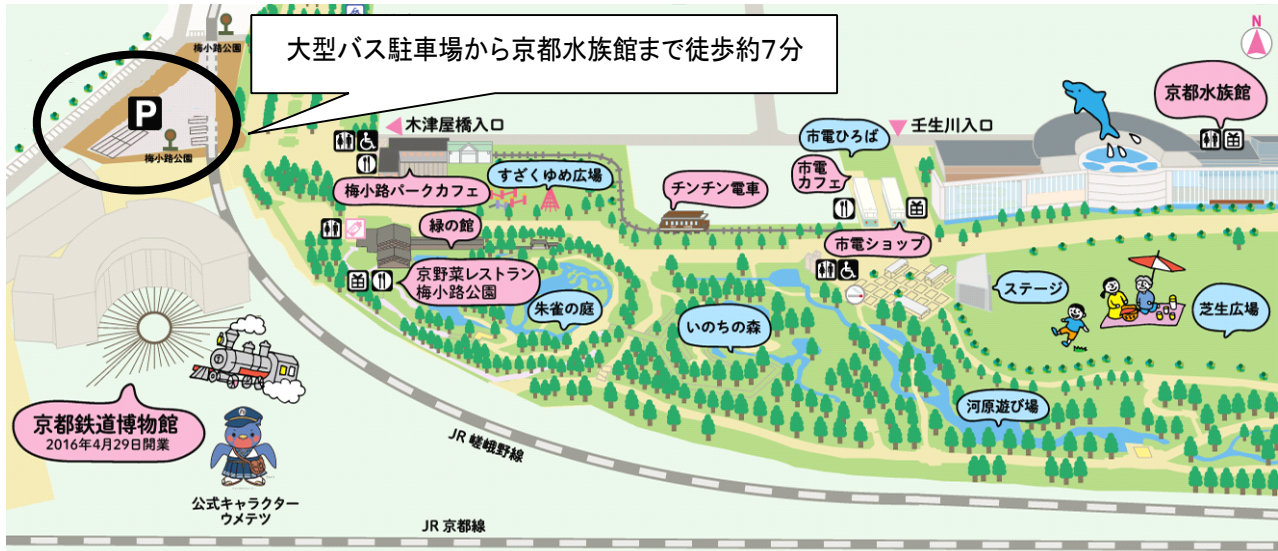 梅小路公園
大型バス駐車場から京都水族館まで徒歩約7分
N
P
梅小路公園
木津屋橋入口
市電ひろば
壬生川入口
京都水族館
梅小路パークカフェ
すざくゆめ広場
チンチン電車
市電
カフェ
緑の館
市電ショップ
京野菜レストラン
梅小路公園
朱雀の庭
いのちの森
ステージ
芝生広場
河原遊び場
京都鉄道博物館
2016年4月29日開業
JR 嵯峨野線
公式キャラクター
ウメテツ
JR 京都線